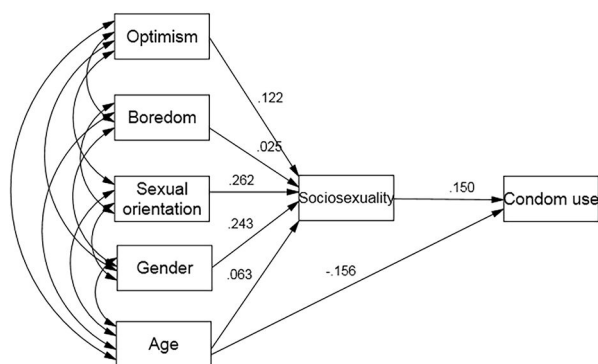 Optimism
.122
Boredom
.025
Sexual
orientation
.262
Sociosexuality
.150
Condom use
.243
Gender
.063
-.156
Age